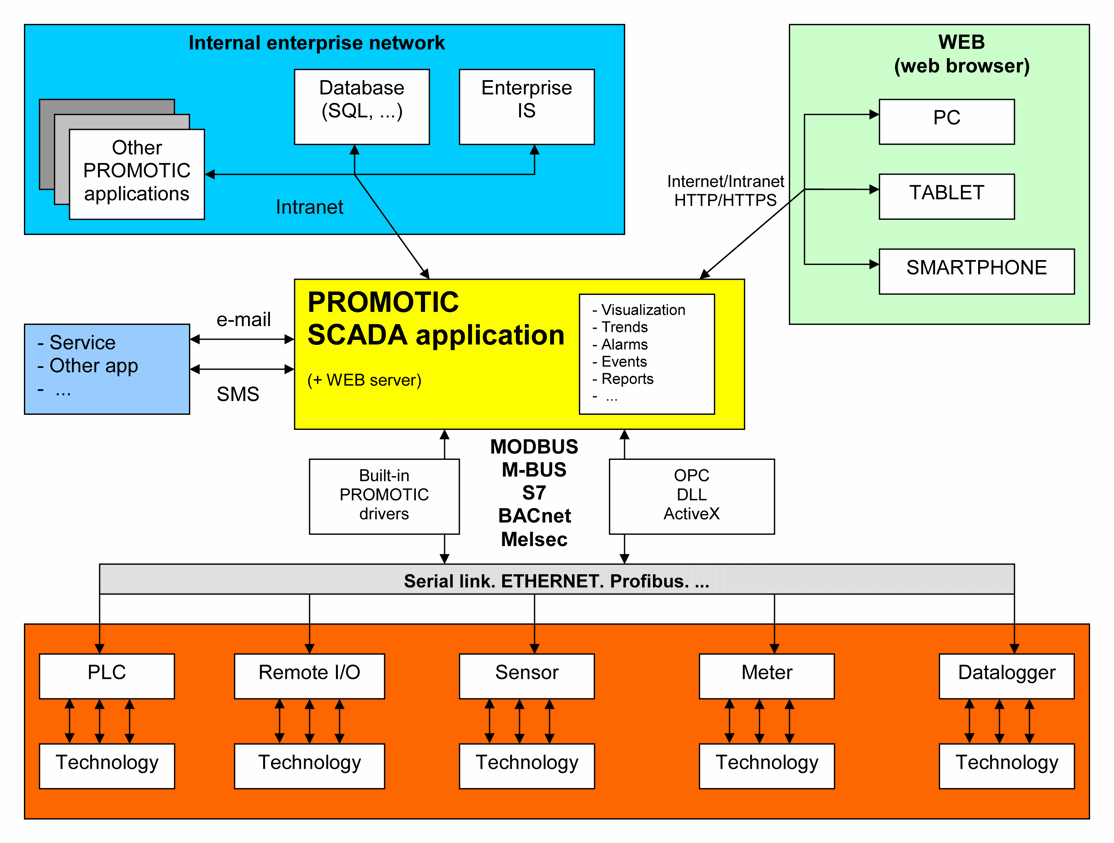 Internal enterprise network
Database
(SQL, ...)
Enterprise
IS
Other
PROMOTIC
applications
Intranet
WEB
(web browser)
PC
TABLET
SMARTPHONE
Internet/Intranet
HTTP/HTTPS
- Service
- Other app
- ...
e-mail
SMS
PROMOTIC
SCADA application
(+ WEB server)
- Visualization
- Trends
- Alarms
- Events
- Reports
- ...
Built-in
PROMOTIC
drivers
MODBUS
M-BUS
S7
BACnet
Melsec
OPC
DLL
ActiveX
Serial link. ETHERNET. Profibus. ...
PLC
Remote I/O
Sensor
Meter
Datalogger
Technology
Technology
Technology
Technology
Technology